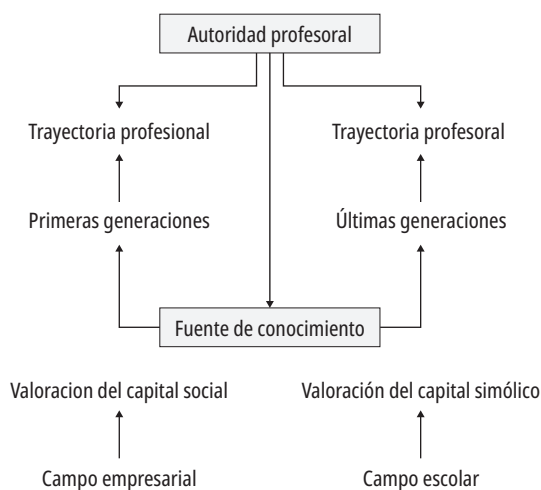 Autoridad profesoral
Trayectoria profesional
Trayectoria profesoral
Primeras generaciones
Últimas generaciones
Fuente de conocimiento
Valoracion del capital social
Valoración del capital simólico
Campo empresarial
Campo escolar